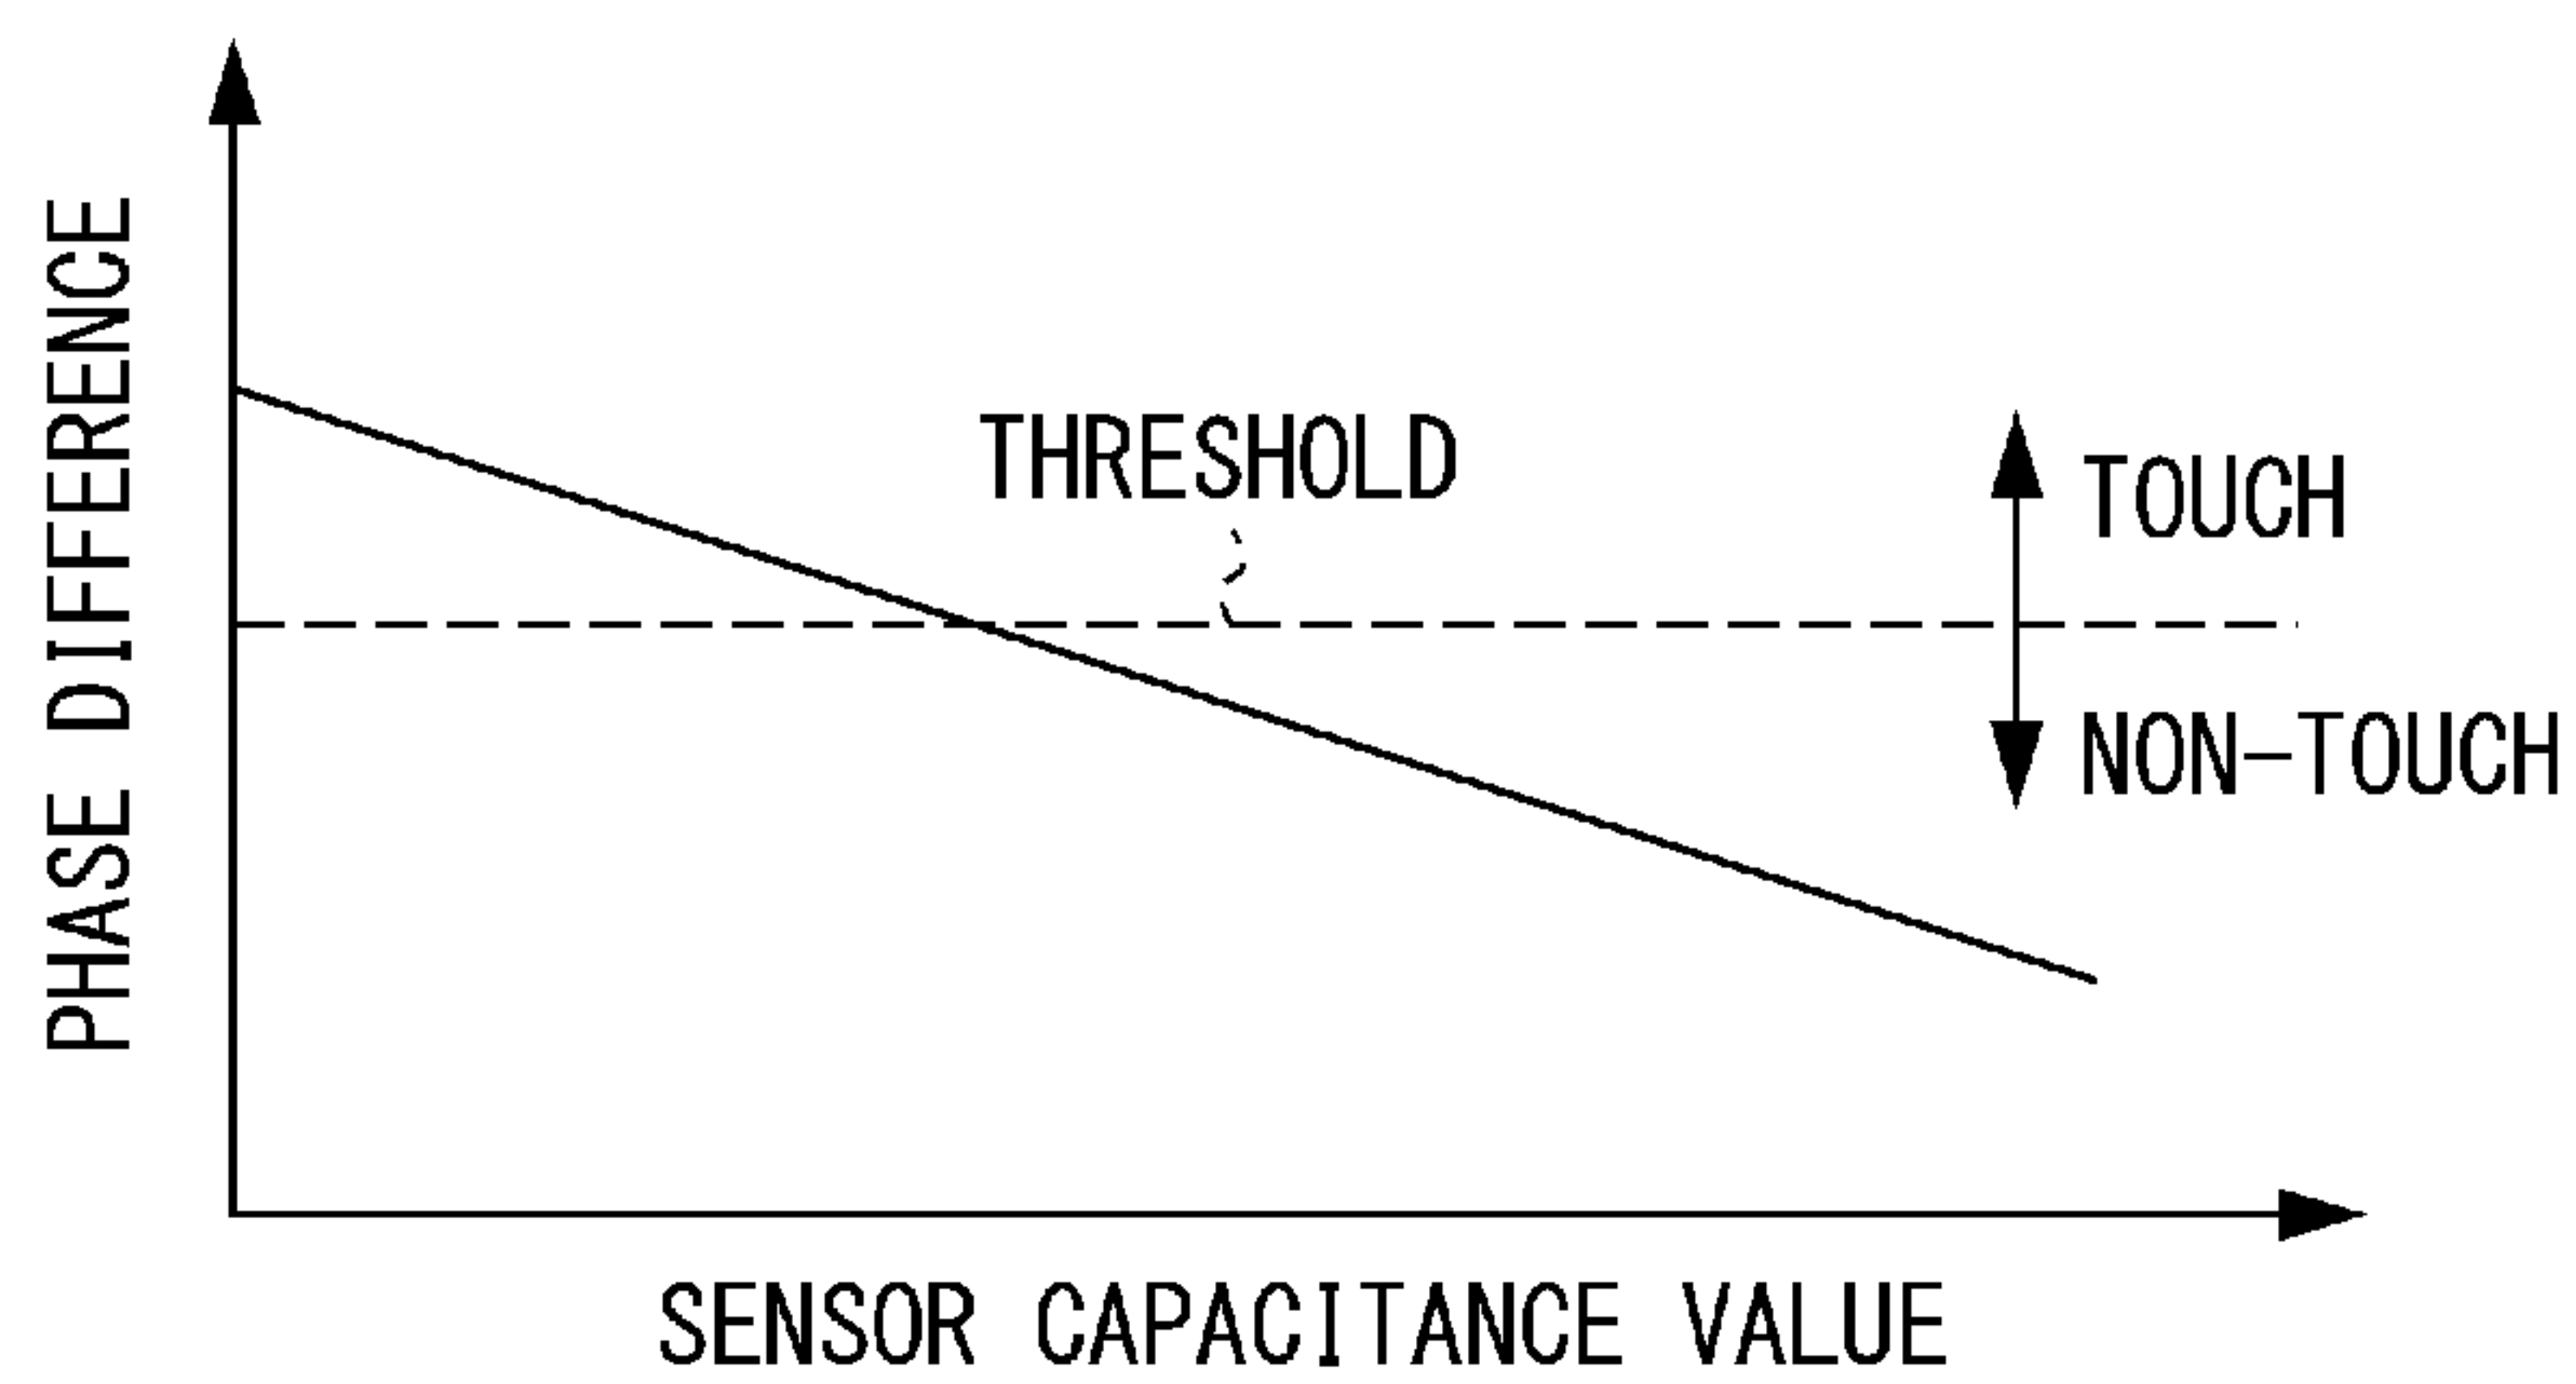 PHASE DIFFERENCE
THRESHOLD
TOUCH
NON-TOUCH
SENSOR CAPACITANCE VALUE